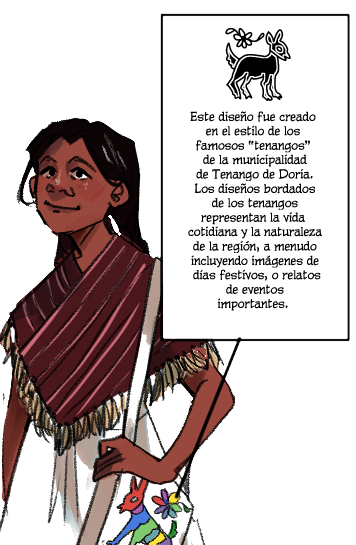 Este diseño fue creado
en el estilo de los
famosos "tenangos"
de la municipalidad
de Tenango de Doria.
Los diseños bordados
de los tenangos
representan la vida
cotidiana y la naturaleza
de la región, a menudo
incluyendo imágenes de
días festivos, o relatos
de eventos
importantes.